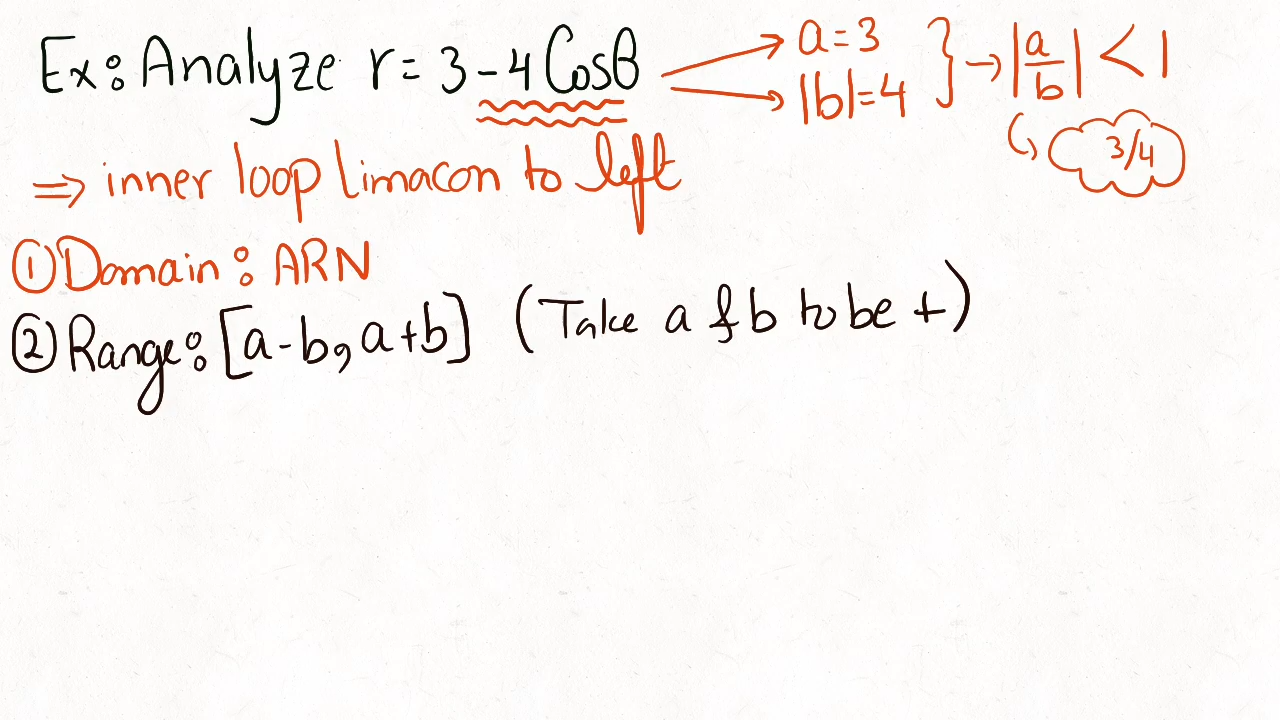 Ex: Analyze r = 3 - 4 Cosθ
a = 3
|b| = 4
} → |a/b| < 1
3/4
⇒ inner loop Limacon to left
① Domain: ARN
② Range: [a-b, a+b] (Take a & b to be +)